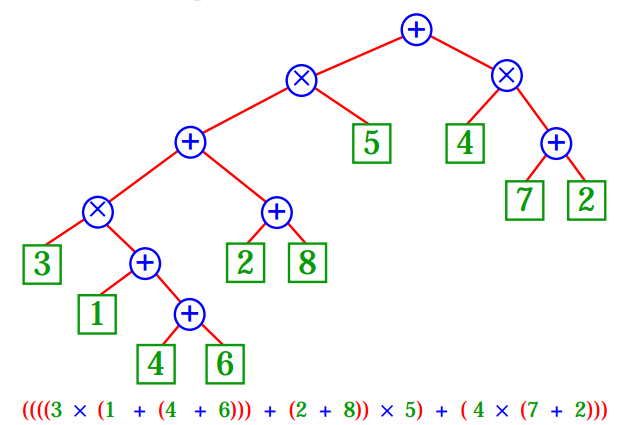 +
× ×
+ 5 4 +
7 2
× +
3 + 2 8
1 +
4 6
((((3 × (1 + (4 + 6))) + (2 + 8)) × 5) + ( 4 × (7 + 2)))